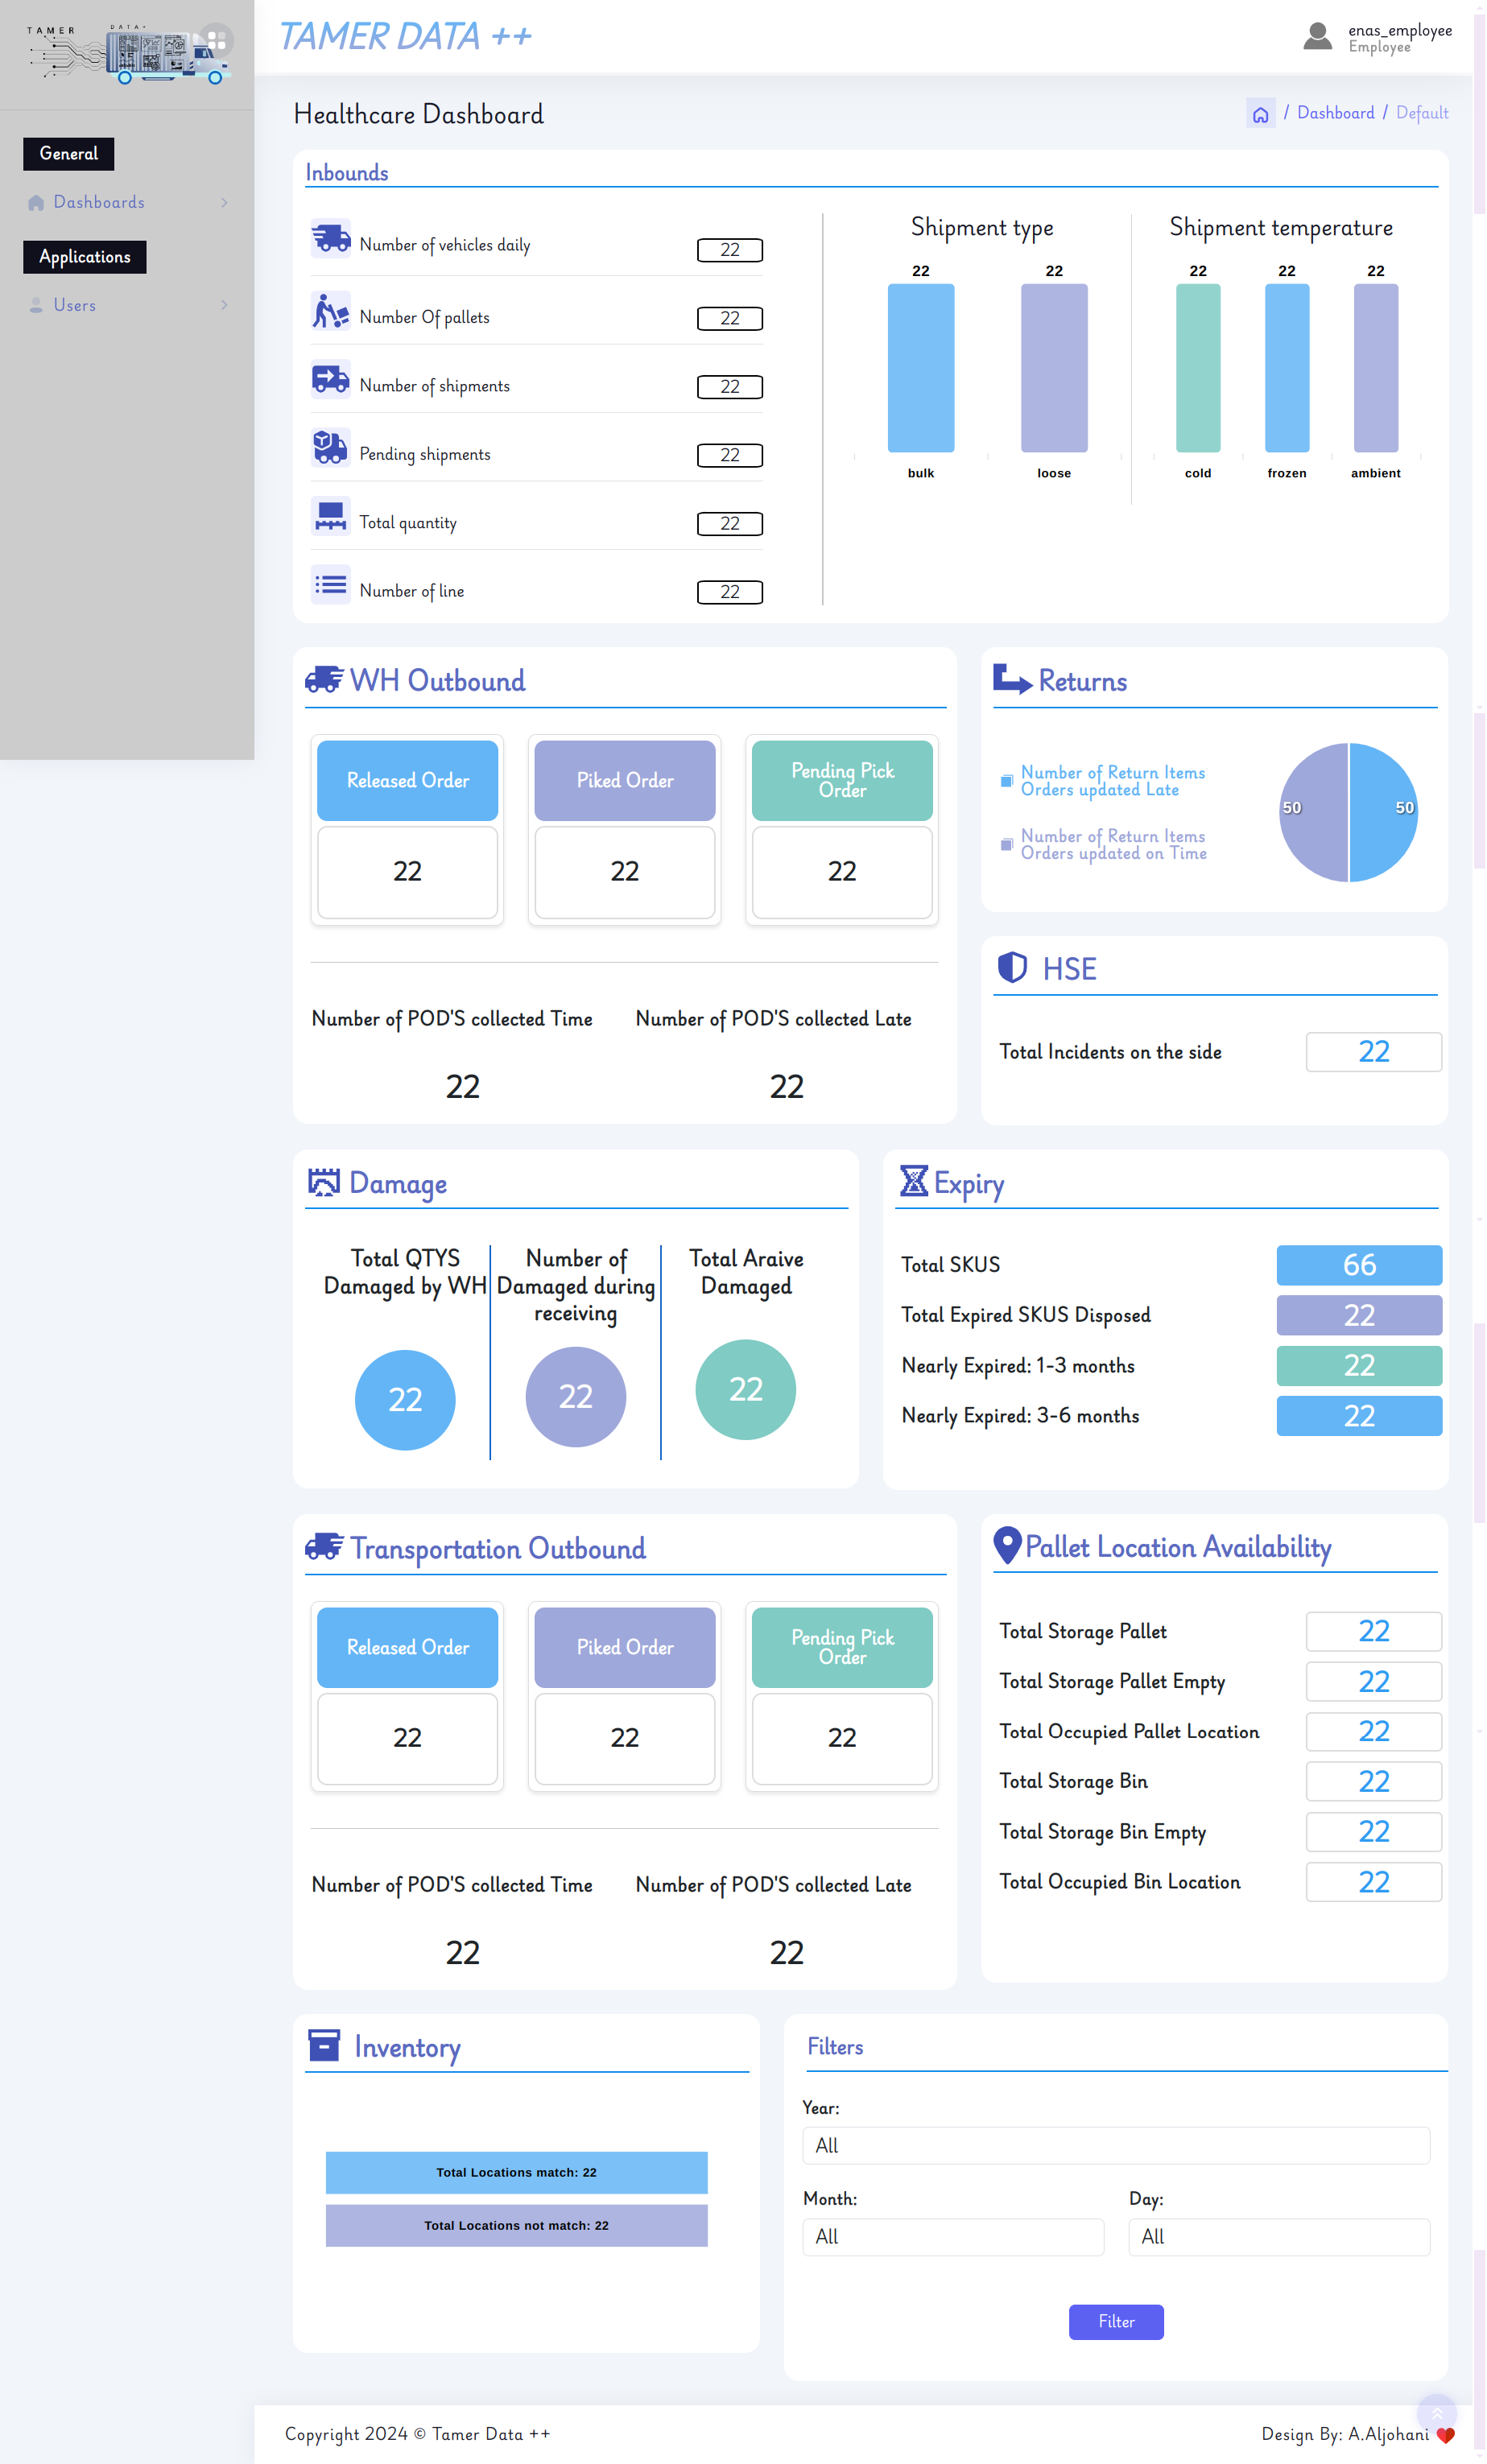 TAMER DATA+
TAMER DATA ++
enas_employee
Employee
General
Dashboards
Applications
Users
Healthcare Dashboard
/ Dashboard / Default
Inbounds
Number of vehicles daily 22
Number Of pallets 22
Number of shipments 22
Pending shipments 22
Total quantity 22
Number of line 22
Shipment type
22 22
bulk loose
Shipment temperature
22 22 22
cold frozen ambient
WH Outbound
Released Order
22
Piked Order
22
Pending Pick
Order
22
Number of POD'S collected Time
22
Number of POD'S collected Late
22
Returns
Number of Return Items
Orders updated Late
Number of Return Items
Orders updated on Time
50 50
HSE
Total Incidents on the side 22
Damage
Total QTYS
Damaged by WH
22
Number of
Damaged during
receiving
22
Total Araive
Damaged
22
Expiry
Total SKUS 66
Total Expired SKUS Disposed 22
Nearly Expired: 1-3 months 22
Nearly Expired: 3-6 months 22
Transportation Outbound
Released Order
22
Piked Order
22
Pending Pick
Order
22
Number of POD'S collected Time
22
Number of POD'S collected Late
22
Pallet Location Availability
Total Storage Pallet 22
Total Storage Pallet Empty 22
Total Occupied Pallet Location 22
Total Storage Bin 22
Total Storage Bin Empty 22
Total Occupied Bin Location 22
Inventory
Total Locations match: 22
Total Locations not match: 22
Filters
Year:
All
Month:
All
Day:
All
Filter
Copyright 2024 © Tamer Data ++
Design By: A.Aljohani